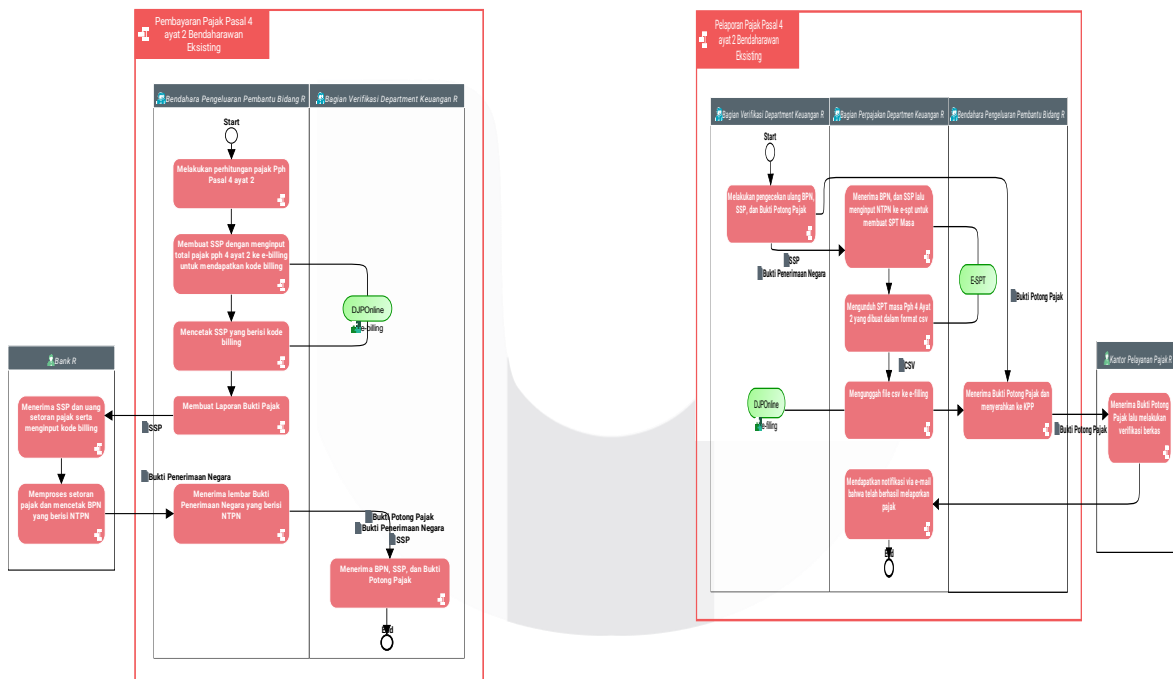 Pembayaran Pajak Pasal 4
ayat 2 Bendaharawan
Eksisting
Bendahara Pengeluaran Pembantu Bidang R
Bagian Verifikasi Department Keuangan R
Start
Melakukan perhitungan pajak Pph
Pasal 4 ayat 2
Membuat SSP dengan menginput
total pajak pph 4 ayat 2 ke e-billing
untuk mendapatkan kode billing
DJPOnline
e-billing
Mencetak SSP yang berisi kode
billing
Bank R
Menerima SSP dan uang
setoran pajak serta
menginput kode billing
Membuat Laporan Bukti Pajak
SSP
Bukti Penerimaan Negara
Memproses setoran
pajak dan mencetak BPN
yang berisi NTPN
Menerima lembar Bukti
Penerimaan Negara yang berisi
NTPN
Bukti Potong Pajak
Bukti Penerimaan Negara
SSP
Menerima BPN, SSP, dan Bukti
Potong Pajak
End
Pelaporan Pajak Pasal 4
ayat 2 Bendaharawan
Eksisting
Bagian Verifikasi Department Keuangan R
Bagian Perpajakan Departmen Keuangan R
Bendahara Pengeluaran Pembantu Bidang R
Start
Melakukan pengecekan ulang BPN,
SSP, dan Bukti Potong Pajak
Menerima BPN, dan SSP lalu
menginput NTPN ke e-spt untuk
membuat SPT Masa
SSP
Bukti Penerimaan Negara
E-SPT
Bukti Potong Pajak
Mengunduh SPT masa Pph 4 Ayat
2 yang dibuat dalam format csv
CSV
Kantor Pelayanan Pajak R
DJPOnline
e-filling
Mengunggah file csv ke e-filling
Menerima Bukti Potong Pajak dan
menyerahkan ke KPP
Bukti Potong Pajak
Menerima Bukti Potong
Pajak lalu melakukan
verifikasi berkas
Mendapatkan notifikasi via e-mail
bahwa telah berhasil melaporkan
pajak
End